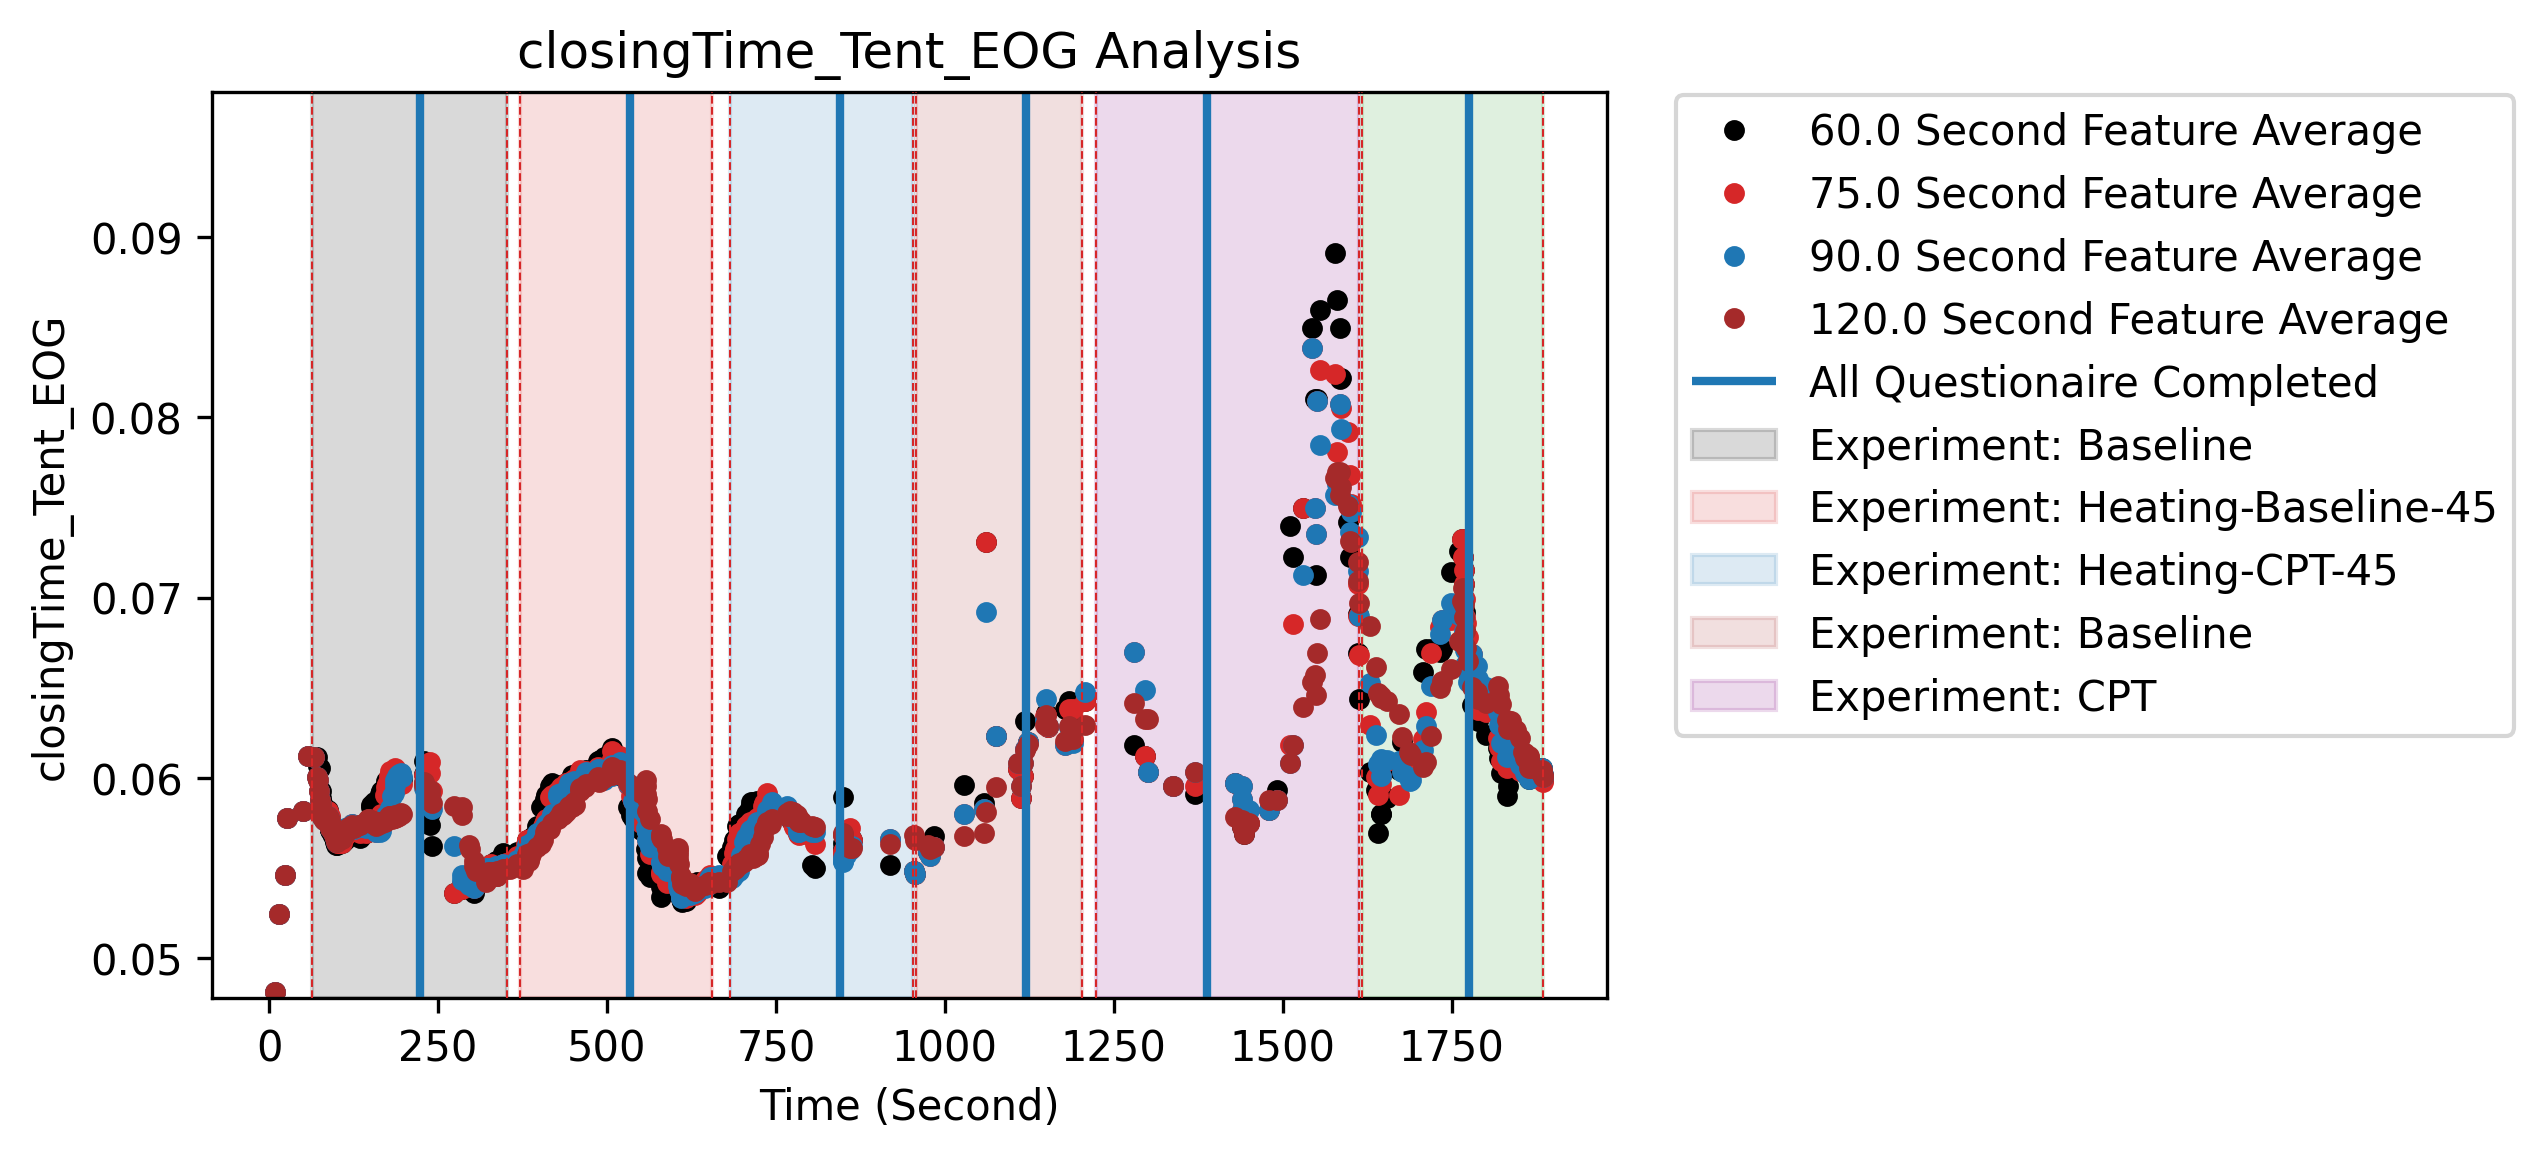 closingTime_Tent_EOG Analysis
closingTime_Tent_EOG
0.09
0.08
0.07
0.06
0.05
0 250 500 750 1000 1250 1500 1750
Time (Second)
60.0 Second Feature Average
75.0 Second Feature Average
90.0 Second Feature Average
120.0 Second Feature Average
All Questionaire Completed
Experiment: Baseline
Experiment: Heating-Baseline-45
Experiment: Heating-CPT-45
Experiment: Baseline
Experiment: CPT